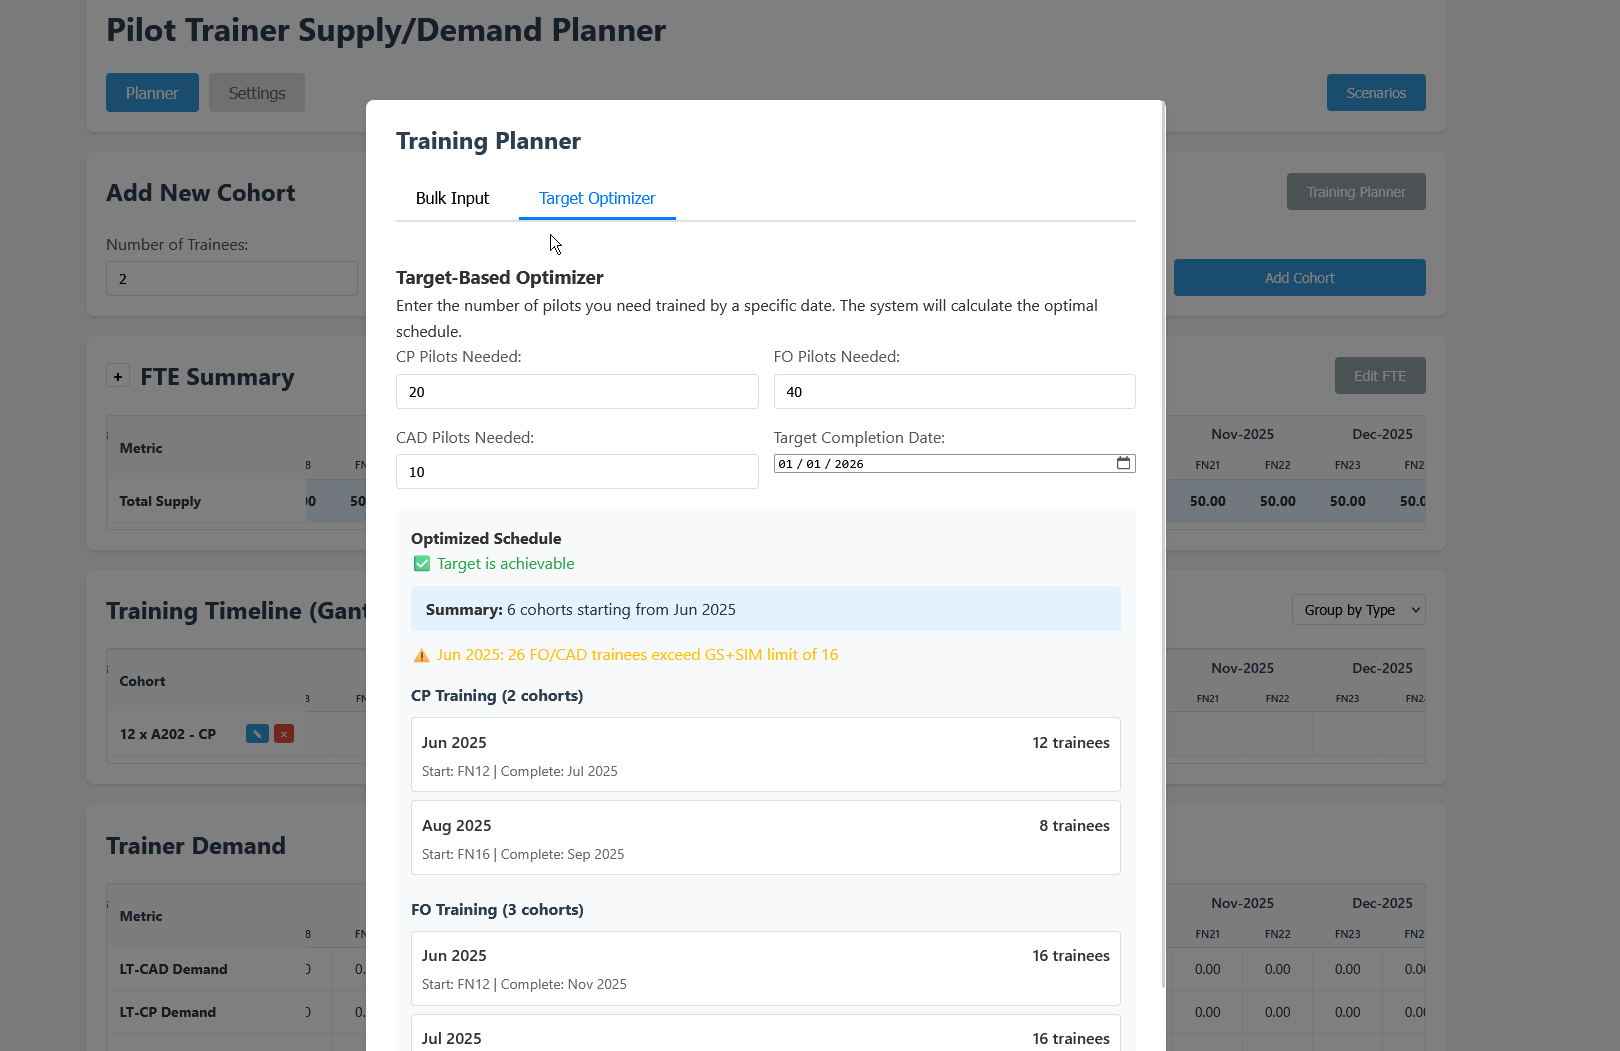 Pilot Trainer Supply/Demand Planner
Planner
Settings
Scenarios
Training Planner
Bulk Input
Target Optimizer
Target-Based Optimizer
Enter the number of pilots you need trained by a specific date. The system will calculate the optimal
schedule.
CP Pilots Needed:
FO Pilots Needed:
20
40
CAD Pilots Needed:
Target Completion Date:
10
01 / 01 / 2026
Optimized Schedule
Target is achievable
Summary: 6 cohorts starting from Jun 2025
Jun 2025: 26 FO/CAD trainees exceed GS+SIM limit of 16
CP Training (2 cohorts)
Jun 2025
12 trainees
Start: FN12 | Complete: Jul 2025
Aug 2025
8 trainees
Start: FN16 | Complete: Sep 2025
FO Training (3 cohorts)
Jun 2025
16 trainees
Start: FN12 | Complete: Nov 2025
Jul 2025
16 trainees
Add New Cohort
Training Planner
Number of Trainees:
2
Add Cohort
+ FTE Summary
Edit FTE
Metric
Nov-2025
Dec-2025
FN21
FN22
FN23
Total Supply
50.00
50.00
50.00
Training Timeline
Group by Type
Cohort
Nov-2025
Dec-2025
FN21
FN22
FN23
12 x A202 - CP
Trainer Demand
Metric
Nov-2025
Dec-2025
FN21
FN22
FN23
LT-CAD Demand
0.00
0.00
0.00
LT-CP Demand
0.00
0.00
0.00